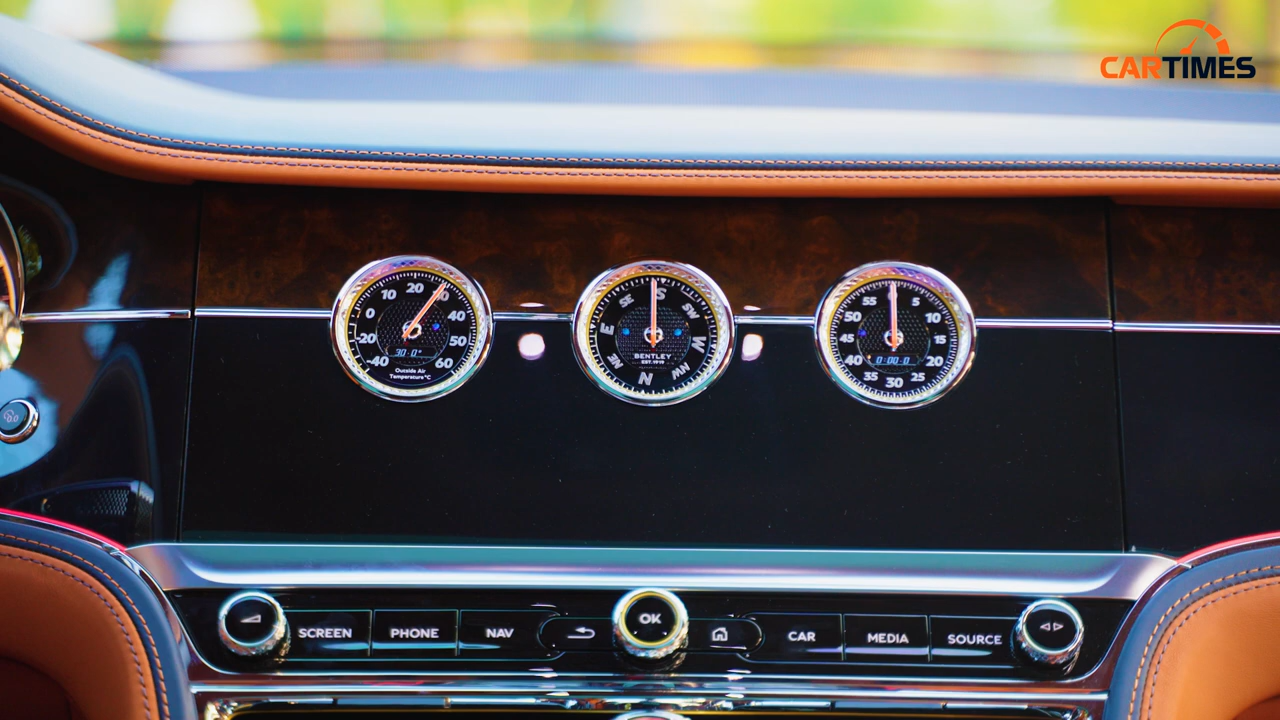 CARTIMES
10 20 30
0 40
-20 50
-40 60
30.0°
Outside Air
Temperature °C
S
SE SW
E W
NE NW
N
BENTLEY
EST.1919
55 5
50 10
45 15
40 20
35 30 25
0:00.0
SCREEN PHONE NAV OK CAR MEDIA SOURCE